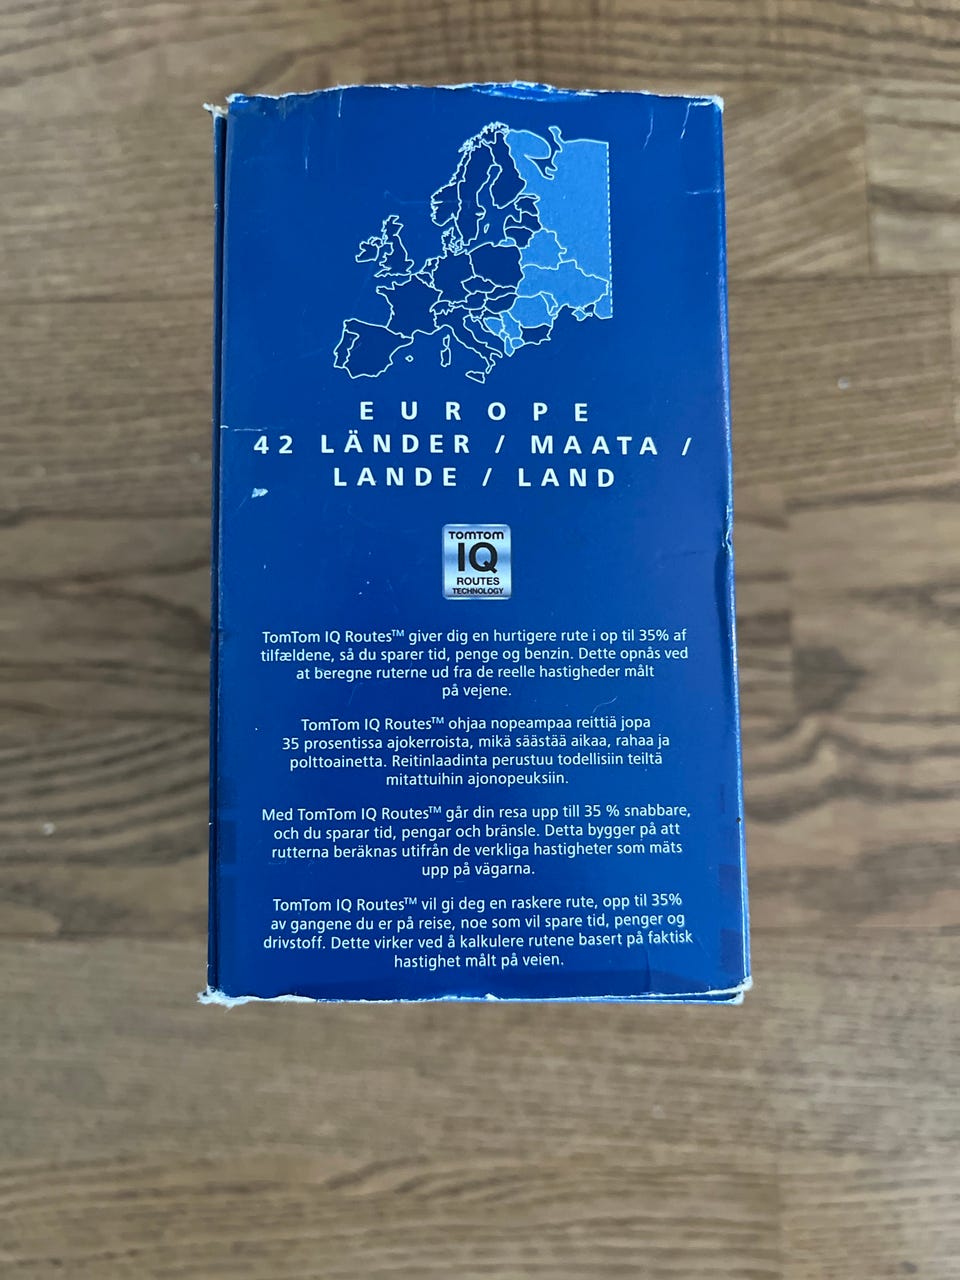 EUROPE
42 LÄNDER / MAATA /
LANDE / LAND
TOMTOM
IQ
ROUTES
TECHNOLOGY
TomTom IQ Routes™ giver dig en hurtigere rute i op til 35% af
tilfældene, så du sparer tid, penge og benzin. Dette opnås ved
at beregne ruterne ud fra de reelle hastigheder målt
på vejene.
TomTom IQ Routes™ ohjaa nopeampaa reittiä jopa
35 prosentissa ajokerroista, mikä säästää aikaa, rahaa ja
polttoainetta. Reitinlaadinta perustuu todellisiin teiltä
mitattuihin ajonopeuksiin.
Med TomTom IQ Routes™ går din resa upp till 35 % snabbare,
och du sparar tid, pengar och bränsle. Detta bygger på att
rutterna beräknas utifrån de verkliga hastigheter som mäts
upp på vägarna.
TomTom IQ Routes™ vil gi deg en raskere rute, opp til 35%
av gangene du er på reise, noe som vil spare tid, penger og
drivstoff. Dette virker ved å kalkulere rutene basert på faktisk
hastighet målt på veien.